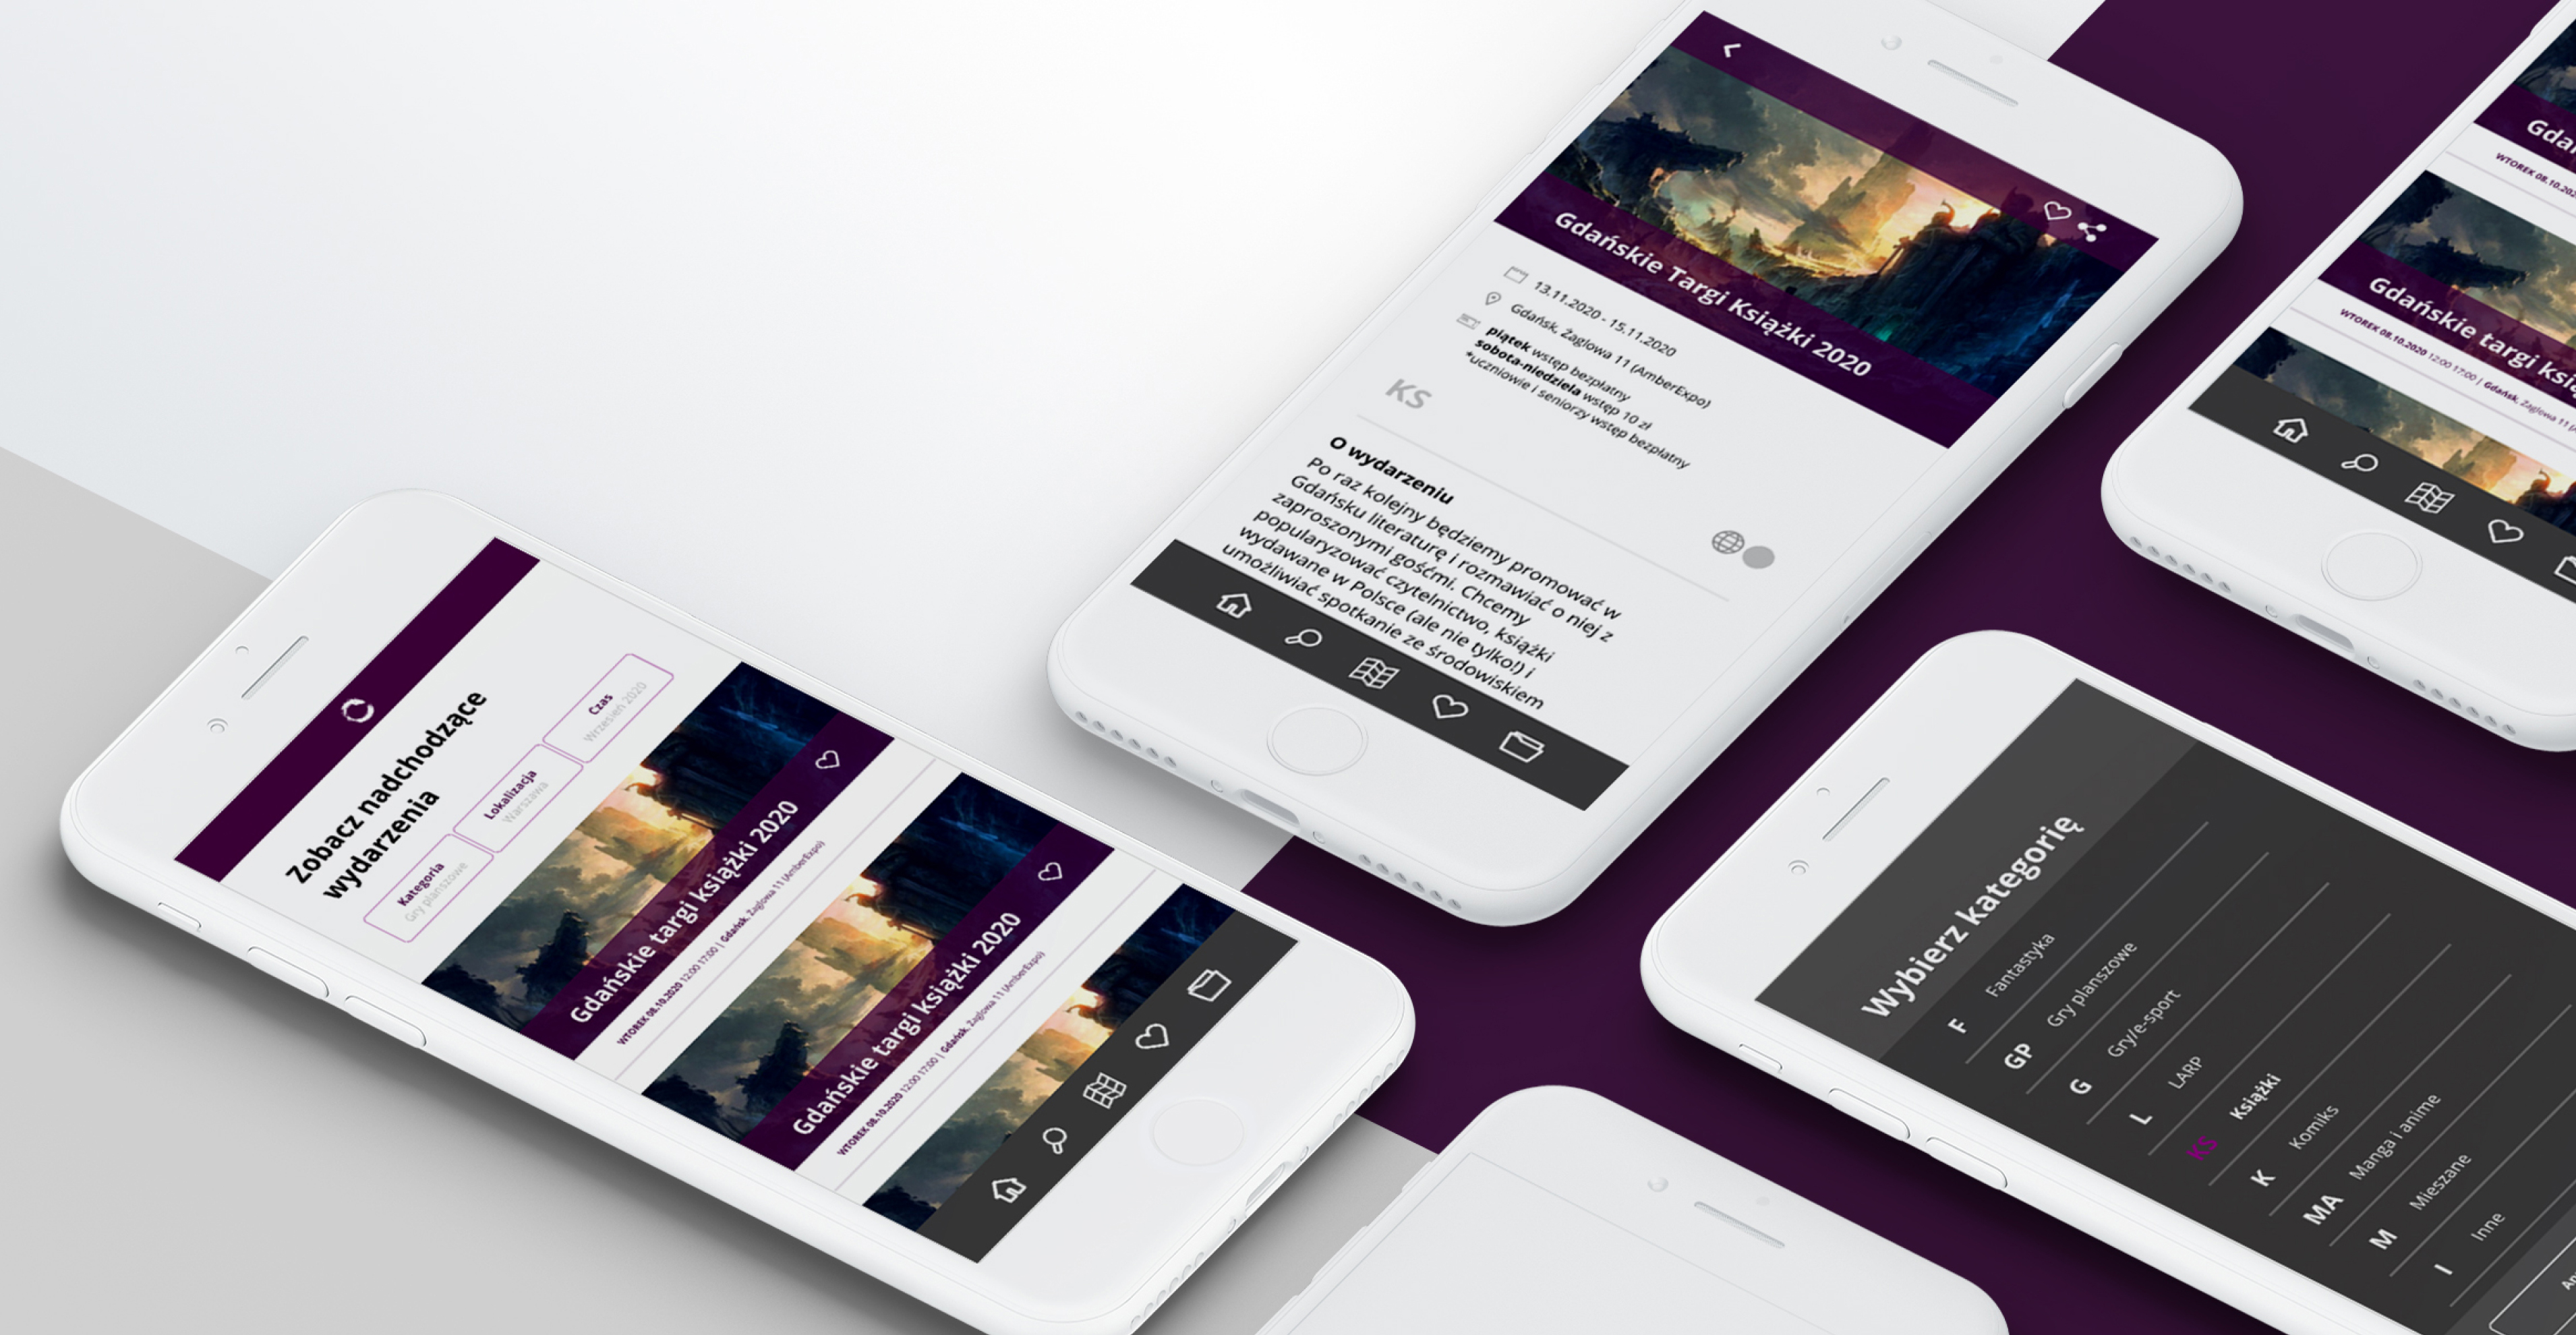 Zobacz nadchodzące
wydarzenia
Kategoria
Gry planszowe
Lokalizacja
Warszawa
Czas
Wrzesień 2020
Gdańskie targi książki 2020
WTOREK 08.10.2020 12:00 17:00 | Gdańsk, Żaglowa 11 (AmberExpo)
Gdańskie targi książki 2020
WTOREK 08.10.2020 12:00 17:00 | Gdańsk, Żaglowa 11 (AmberExpo)
Gdańskie Targi Książki 2020
13.11.2020 - 15.11.2020
Gdańsk, Żaglowa 11 (AmberExpo)
piątek wstęp bezpłatny
sobota-niedziela wstęp 10 zł
*uczniowie i seniorzy wstęp bezpłatny
KS
O wydarzeniu
Po raz kolejny będziemy promować w
Gdańsku literaturę i rozmawiać o niej z
zaproszonymi gośćmi. Chcemy
popularyzować czytelnictwo, książki
wydawane w Polsce (ale nie tylko!) i
umożliwiać spotkanie ze środowiskiem
WTOREK 08.10.202
Gdańskie targi ksią
WTOREK 08.10.2020 12:00 17:00 | Gdańsk, Żaglowa 11
Wybierz kategorię
F Fantastyka
GP Gry planszowe
G Gry/e-sport
L LARP
KS Książki
K Komiks
MA Manga i anime
M Mieszane
I Inne